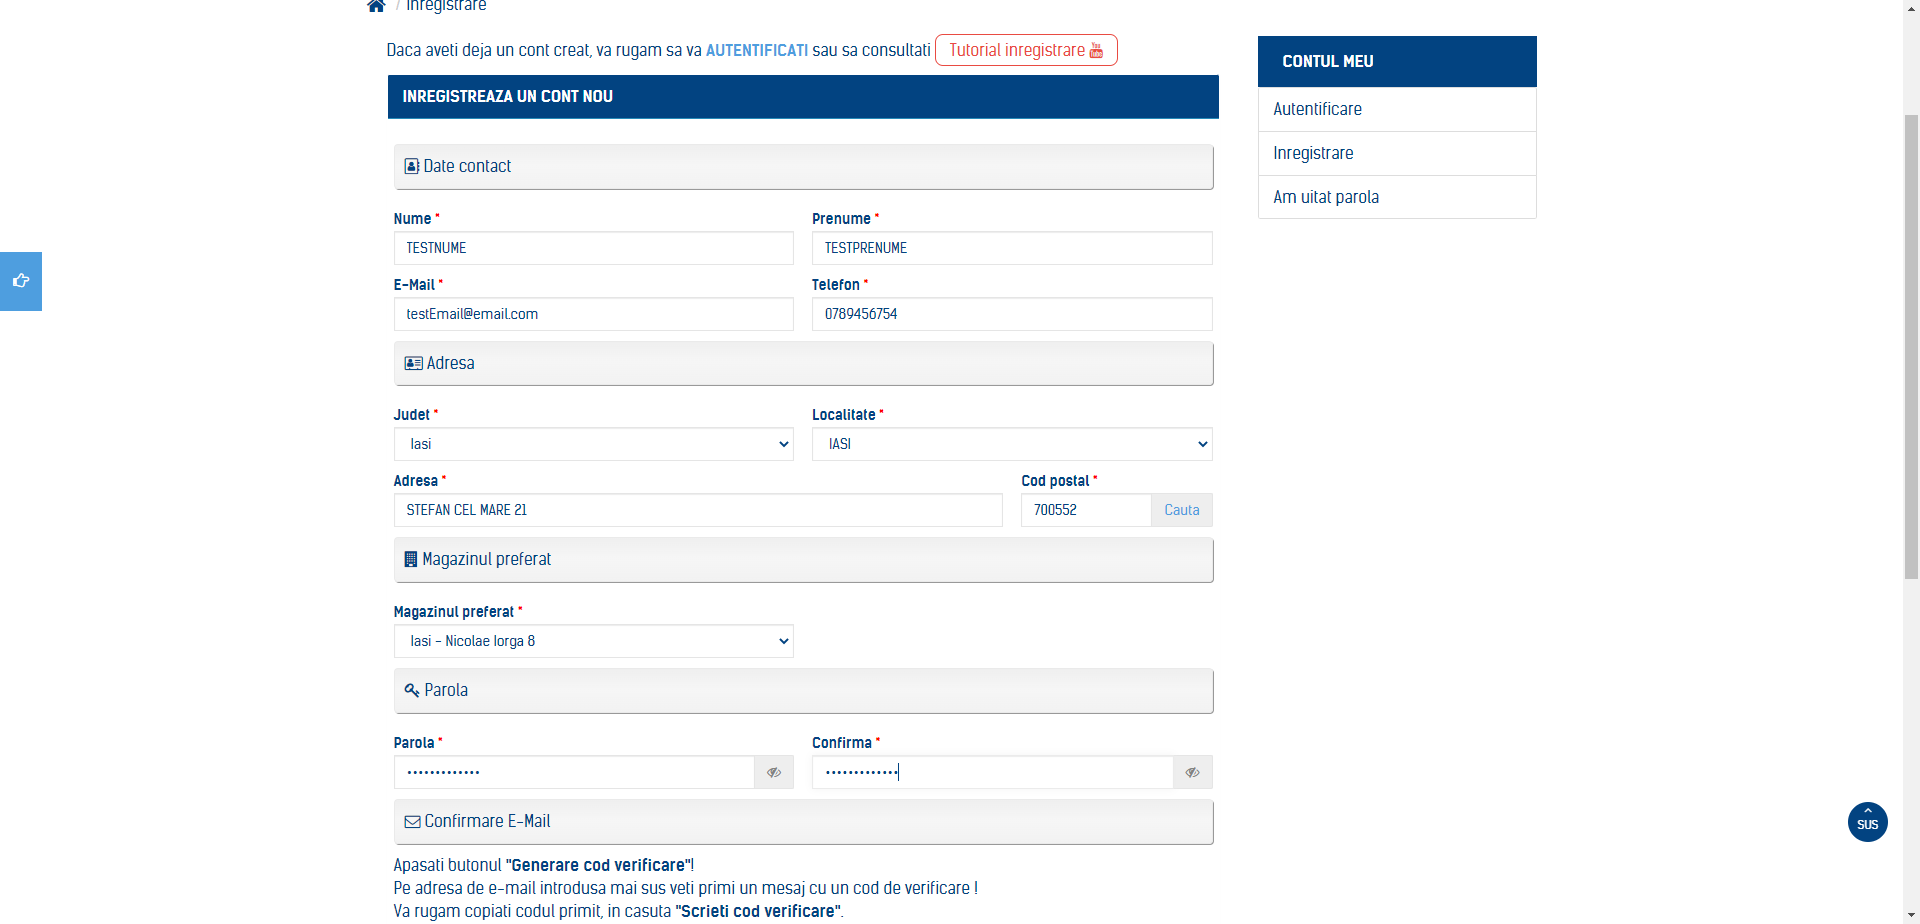 / Inregistrare
Daca aveti deja un cont creat, va rugam sa va AUTENTIFICATI sau sa consultati Tutorial inregistrare You Tube
INREGISTREAZA UN CONT NOU
Date contact
Nume * Prenume *
TESTNUME TESTPRENUME
E-Mail * Telefon *
testEmail@email.com 0789456754
Adresa
Judet * Localitate *
Iasi IASI
Adresa * Cod postal *
STEFAN CEL MARE 21 700552 Cauta
Magazinul preferat
Magazinul preferat *
Iasi - Nicolae Iorga 8
Parola
Parola * Confirma *
••••••••••••• •••••••••••••
Confirmare E-Mail
Apasati butonul "Generare cod verificare"!
Pe adresa de e-mail introdusa mai sus veti primi un mesaj cu un cod de verificare !
Va rugam copiati codul primit, in casuta "Scrieti cod verificare".
CONTUL MEU
Autentificare
Inregistrare
Am uitat parola
SUS